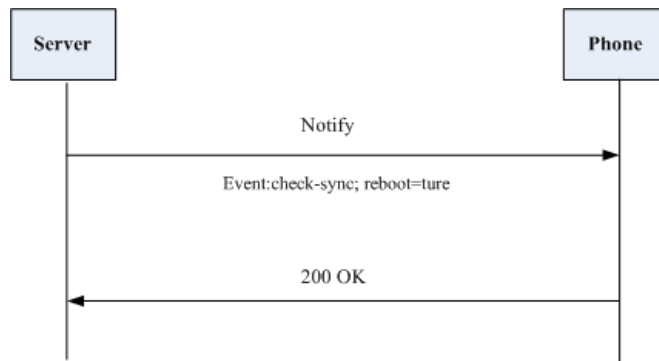 Server
Phone
Notify
Event:check-sync; reboot=ture
200 OK